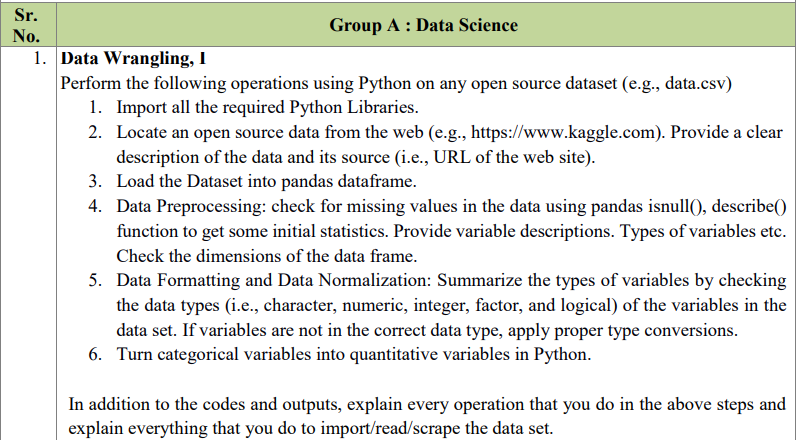 Sr.
No.
Group A : Data Science
1. Data Wrangling, I
Perform the following operations using Python on any open source dataset (e.g., data.csv)
1. Import all the required Python Libraries.
2. Locate an open source data from the web (e.g., https://www.kaggle.com). Provide a clear
description of the data and its source (i.e., URL of the web site).
3. Load the Dataset into pandas dataframe.
4. Data Preprocessing: check for missing values in the data using pandas isnull(), describe()
function to get some initial statistics. Provide variable descriptions. Types of variables etc.
Check the dimensions of the data frame.
5. Data Formatting and Data Normalization: Summarize the types of variables by checking
the data types (i.e., character, numeric, integer, factor, and logical) of the variables in the
data set. If variables are not in the correct data type, apply proper type conversions.
6. Turn categorical variables into quantitative variables in Python.
In addition to the codes and outputs, explain every operation that you do in the above steps and
explain everything that you do to import/read/scrape the data set.